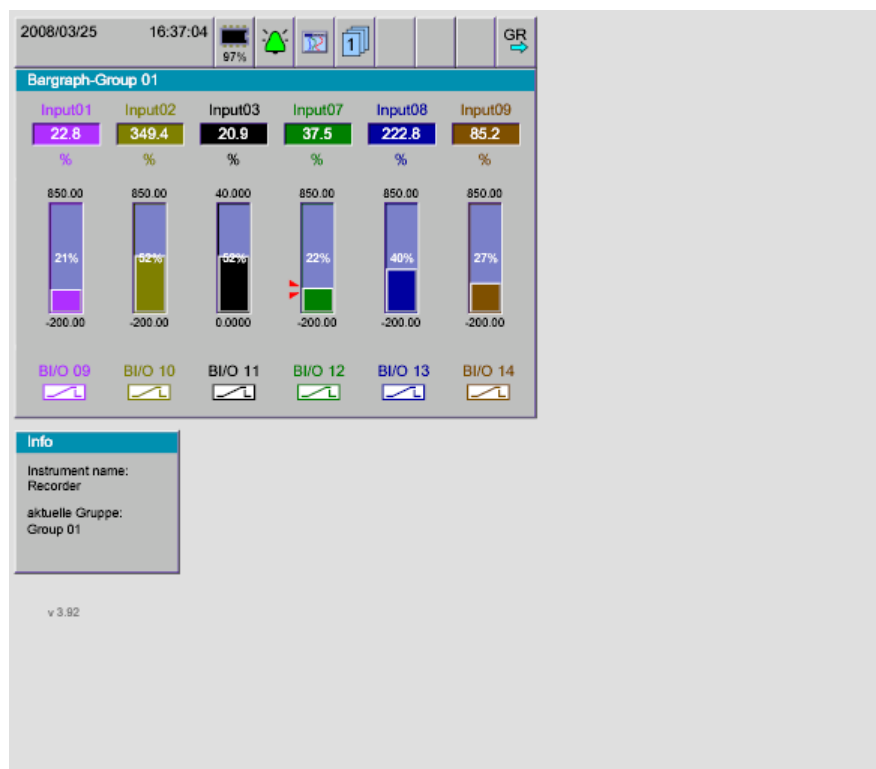 2008/03/25 16:37:04
97%
1
GR
Bargraph-Group 01
Input01 Input02 Input03 Input07 Input08 Input09
22.8 349.4 20.9 37.5 222.8 85.2
% % % % % %
850.00 850.00 40.000 850.00 850.00 850.00
21% 52% 52% 22% 40% 27%
-200.00 -200.00 0.0000 -200.00 -200.00 -200.00
BI/O 09 BI/O 10 BI/O 11 BI/O 12 BI/O 13 BI/O 14
Info
Instrument name:
Recorder
aktuelle Gruppe:
Group 01
v 3.92